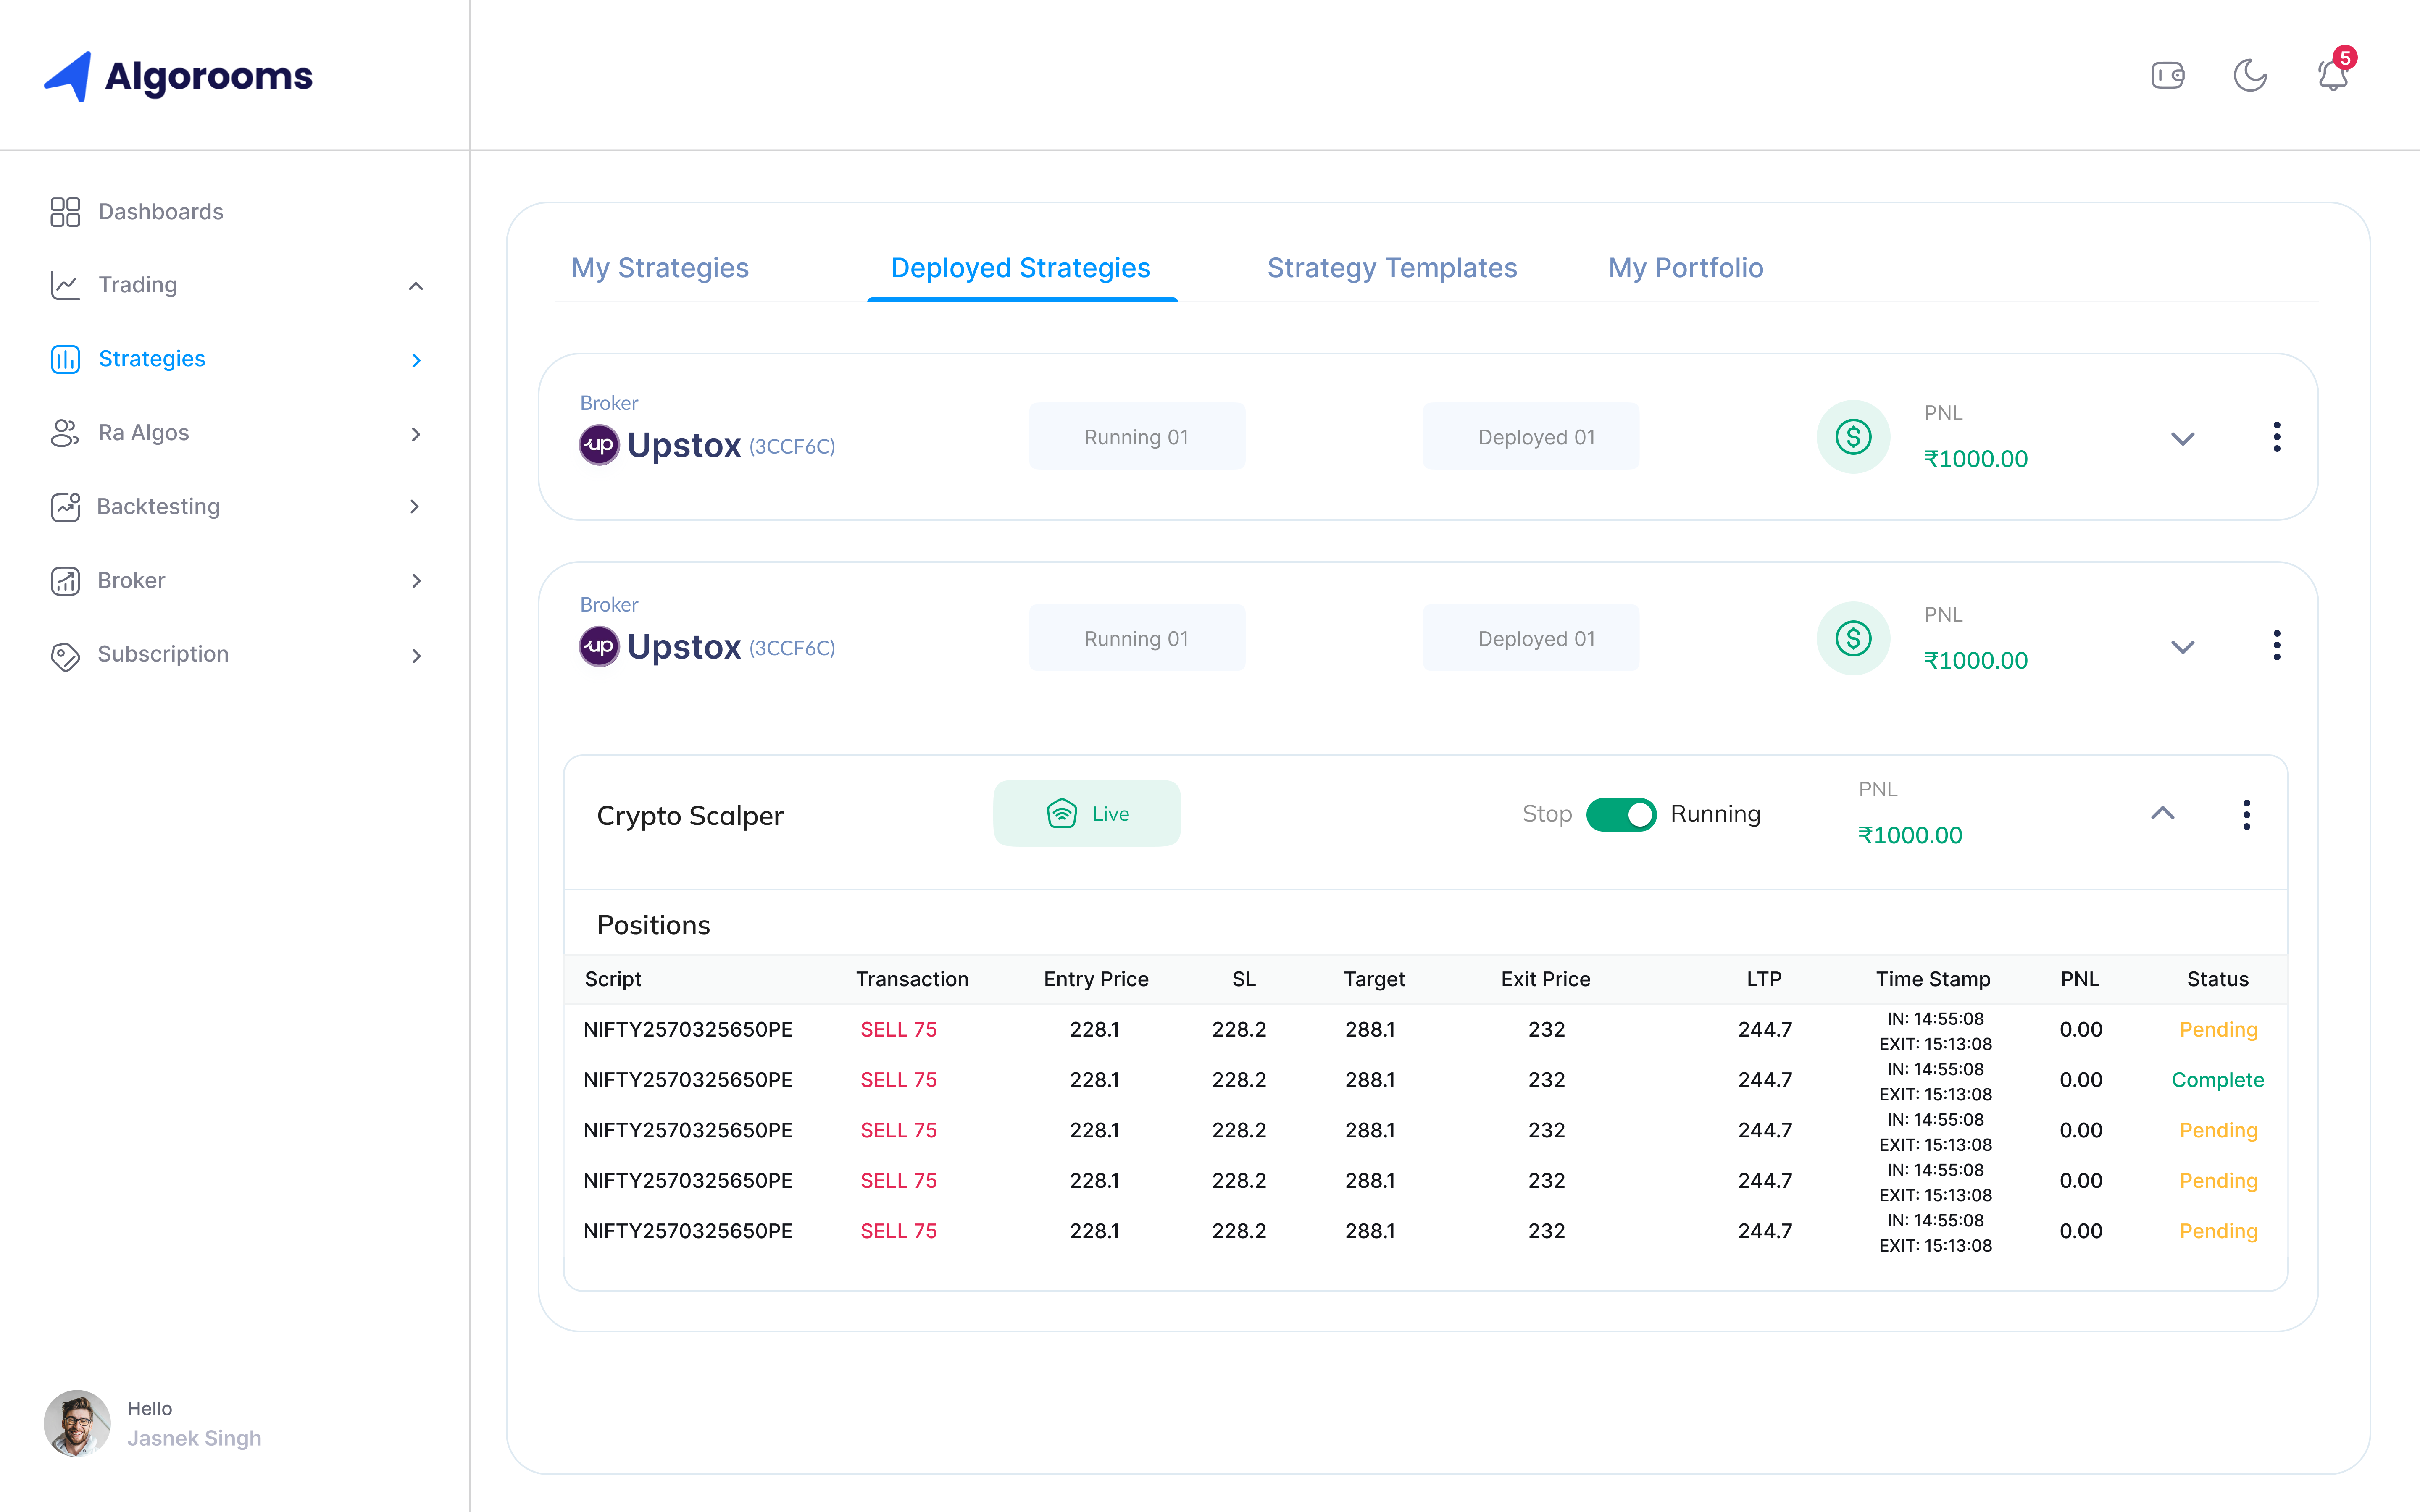 Algorooms
5
Dashboards
Trading
Strategies
Ra Algos
Backtesting
Broker
Subscription
Hello
Jasnek Singh
My Strategies Deployed Strategies Strategy Templates My Portfolio
Broker
up Upstox (3CCF6C) Running 01 Deployed 01 PNL
₹1000.00
Broker
up Upstox (3CCF6C) Running 01 Deployed 01 PNL
₹1000.00
Crypto Scalper Live Stop Running PNL
₹1000.00
Positions
Script Transaction Entry Price SL Target Exit Price LTP Time Stamp PNL Status
NIFTY2570325650PE SELL 75 228.1 228.2 288.1 232 244.7 IN: 14:55:08 EXIT: 15:13:08 0.00 Pending
NIFTY2570325650PE SELL 75 228.1 228.2 288.1 232 244.7 IN: 14:55:08 EXIT: 15:13:08 0.00 Complete
NIFTY2570325650PE SELL 75 228.1 228.2 288.1 232 244.7 IN: 14:55:08 EXIT: 15:13:08 0.00 Pending
NIFTY2570325650PE SELL 75 228.1 228.2 288.1 232 244.7 IN: 14:55:08 EXIT: 15:13:08 0.00 Pending
NIFTY2570325650PE SELL 75 228.1 228.2 288.1 232 244.7 IN: 14:55:08 EXIT: 15:13:08 0.00 Pending